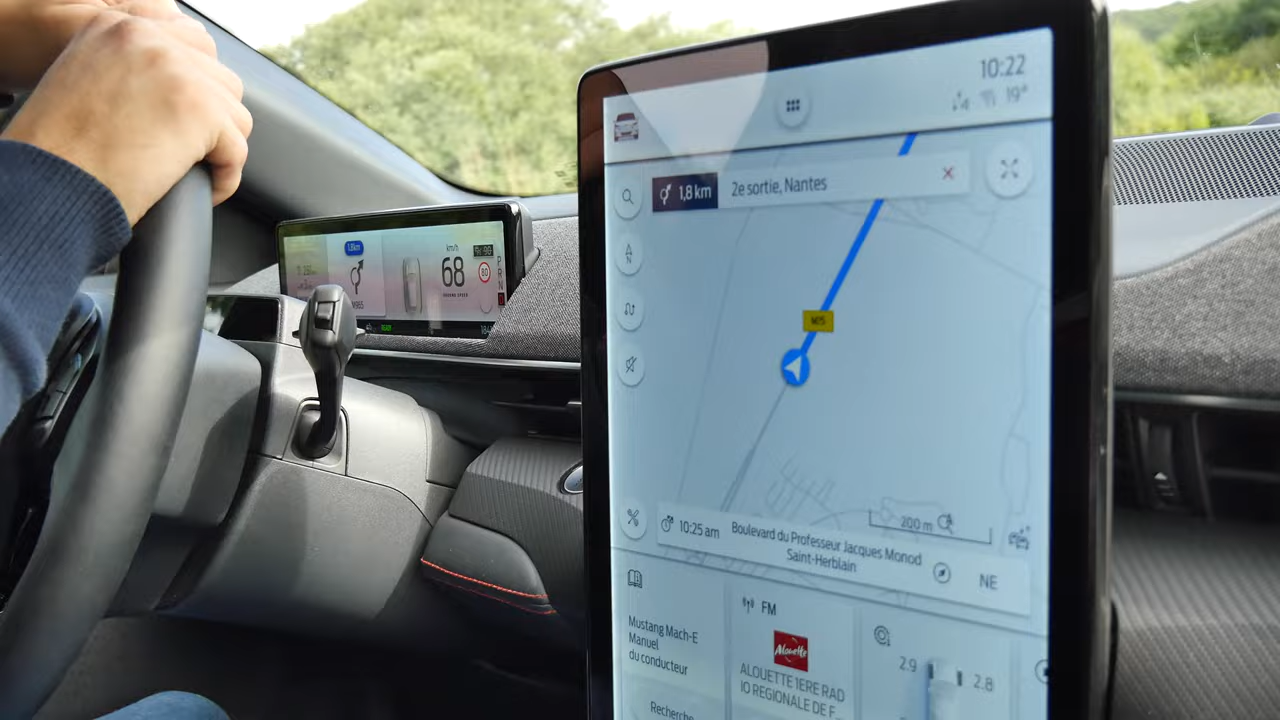 10:22
19°
1,8 km
2e sortie, Nantes
1,8km
km/h
68
80
P
R
N
D
M965
READY
N
200 m
10:25 am
Boulevard du Professeur Jacques Monod
Saint-Herblain
NE
Mustang Mach-E
Manuel
du conducteur
Recherche
FM
Alouette
ALOUETTE 1ERE RAD
IO REGIONALE DE F...
2.9
2.8